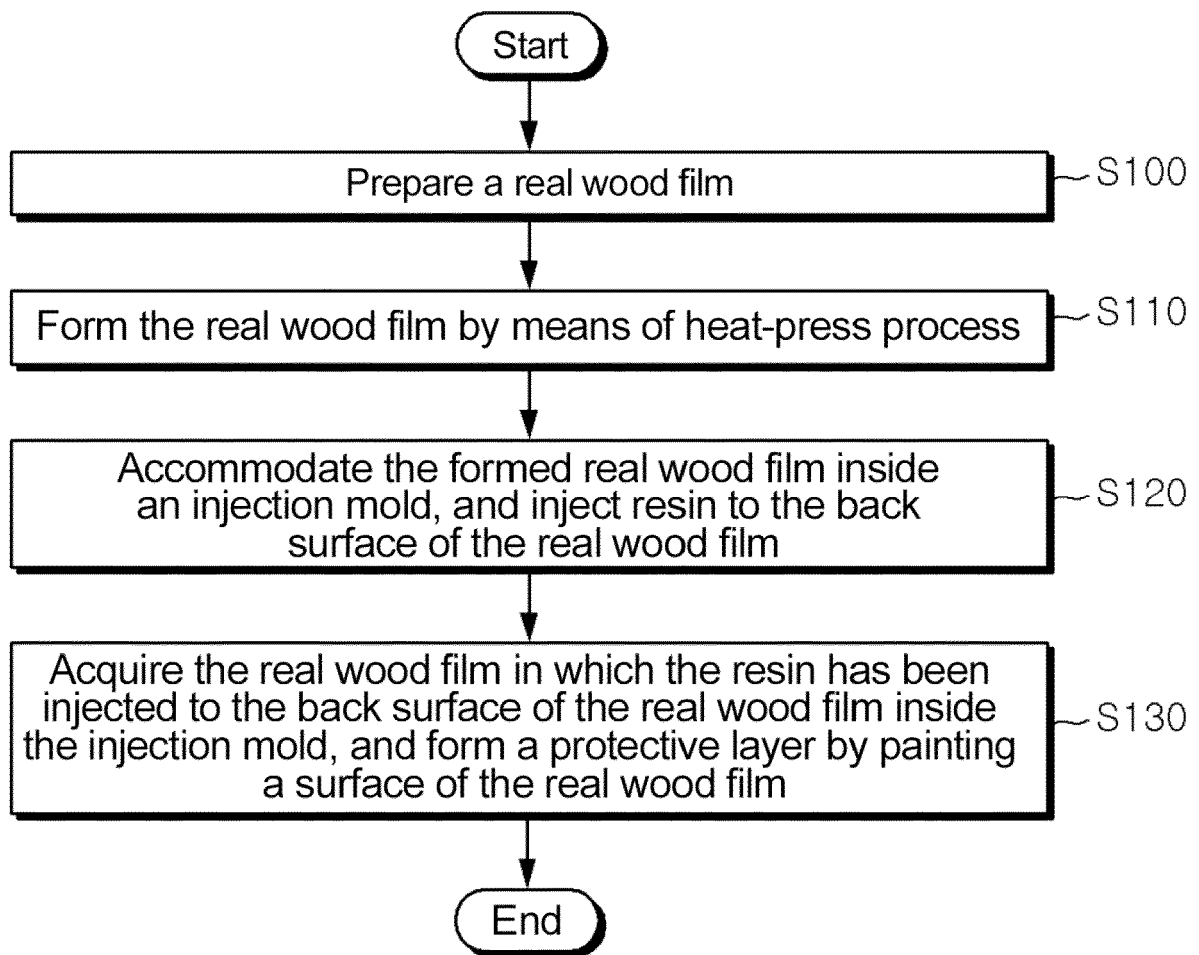 Start
Prepare a real wood film
S100
Form the real wood film by means of heat-press process
S110
Accommodate the formed real wood film inside
an injection mold, and inject resin to the back
surface of the real wood film
S120
Acquire the real wood film in which the resin has been
injected to the back surface of the real wood film inside
the injection mold, and form a protective layer by painting
a surface of the real wood film
S130
End